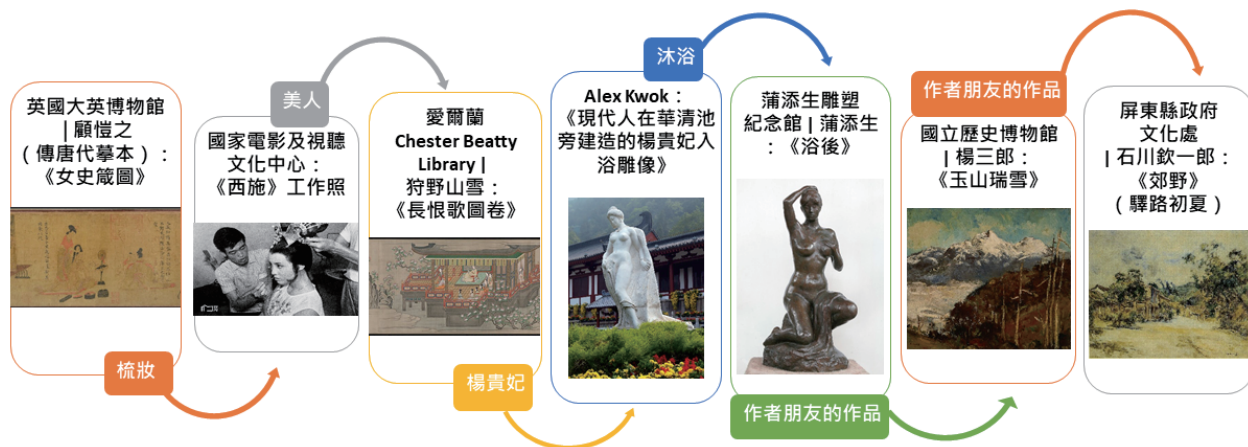 英國大英博物館
| 顧愷之
(傳唐代摹本):
《女史箴圖》
梳妝
美人
國家電影及視聽
文化中心:
《西施》工作照
愛爾蘭
Chester Beatty
Library |
狩野山雪:
《長恨歌圖卷》
楊貴妃
沐浴
Alex Kwok:
《現代人在華清池
旁建造的楊貴妃入
浴雕像》
蒲添生雕塑
紀念館 | 蒲添生
:《浴後》
作者朋友的作品
作者朋友的作品
國立歷史博物館
| 楊三郎:
《玉山瑞雪》
屏東縣政府
文化處
| 石川欽一郎:
《郊野》
(驛路初夏)